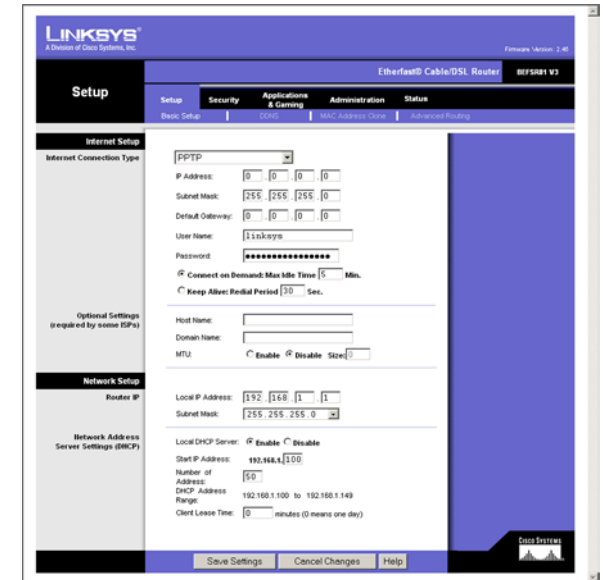 LINKSYS®
A Division of Cisco Systems, Inc.
Firmware Version: 2.46
Etherfast® Cable/DSL Router BEFSR81 V3
Setup
Setup Security Applications & Gaming Administration Status
Basic Setup DDNS MAC Address Clone Advanced Routing
Internet Setup
Internet Connection Type
PPTP
IP Address: 0 . 0 . 0 . 0
Subnet Mask: 255 . 255 . 255 . 0
Default Gateway: 0 . 0 . 0 . 0
User Name: linksys
Password: ●●●●●●●●●●●●●●●●
Connect on Demand: Max Idle Time 5 Min.
Keep Alive: Redial Period 30 Sec.
Optional Settings
(required by some ISPs)
Host Name:
Domain Name:
MTU: Enable Disable Size: 0
Network Setup
Router IP
Local IP Address: 192 . 168 . 1 . 1
Subnet Mask: 255.255.255.0
Network Address
Server Settings (DHCP)
Local DHCP Server: Enable Disable
Start IP Address: 192.168.1. 100
Number of
Address: 50
DHCP Address
Range: 192.168.1.100 to 192.168.1.149
Client Lease Time: 0 minutes (0 means one day)
CISCO SYSTEMS
Save Settings Cancel Changes Help